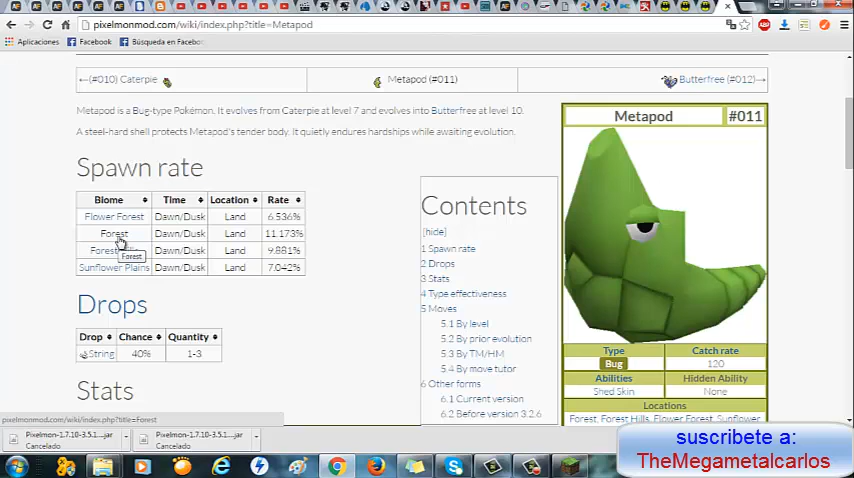 pixelmonmod.com/wiki/index.php?title=Metapod
Aplicaciones
Facebook
Búsqueda en Facebo
←(#010) Caterpie
Metapod (#011)
Butterfree (#012)→
Metapod is a Bug-type Pokémon. It evolves from Caterpie at level 7 and evolves into Butterfree at level 10.
A steel-hard shell protects Metapod's tender body. It quietly endures hardships while awaiting evolution.
Metapod #011
Spawn rate
Biome Time Location Rate
Flower Forest Dawn/Dusk Land 6.536%
Forest Dawn/Dusk Land 11.173%
Forest Dawn/Dusk Land 9.881%
Forest
Sunflower Plains Dawn/Dusk Land 7.042%
Drops
Drop Chance Quantity
String 40% 1-3
Stats
Contents
[hide]
1 Spawn rate
2 Drops
3 Stats
4 Type effectiveness
5 Moves
5.1 By level
5.2 By prior evolution
5.3 By TM/HM
5.4 By move tutor
6 Other forms
6.1 Current version
6.2 Before version 3.2.6
Type Catch rate
Bug 120
Abilities Hidden Ability
Shed Skin None
Locations
Forest, Forest Hills, Flower Forest, Sunflower
pixelmonmod.com/wiki/index.php?title=Forest
Pixelmon-1.7.10-3.5.1....jar
Cancelado
Pixelmon-1.7.10-3.5.1....jar
Cancelado
suscribete a:
TheMegametalcarlos